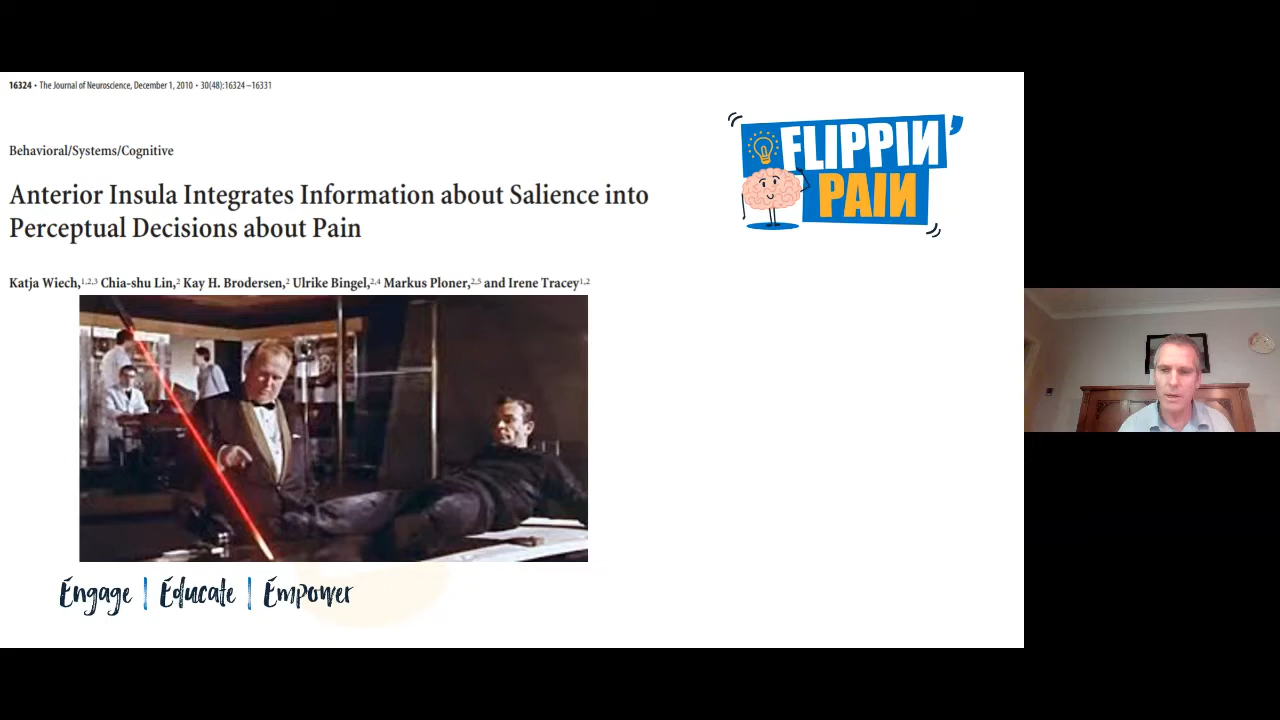 16324 • The Journal of Neuroscience, December 1, 2010 • 30(48):16324–16331
Behavioral/Systems/Cognitive
Anterior Insula Integrates Information about Salience into
Perceptual Decisions about Pain
Katja Wiech,1,2,3 Chia-shu Lin,2 Kay H. Brodersen,2 Ulrike Bingel,2,4 Markus Ploner,2,5 and Irene Tracey1,2
FLIPPIN'
PAIN
Engage | Educate | Empower